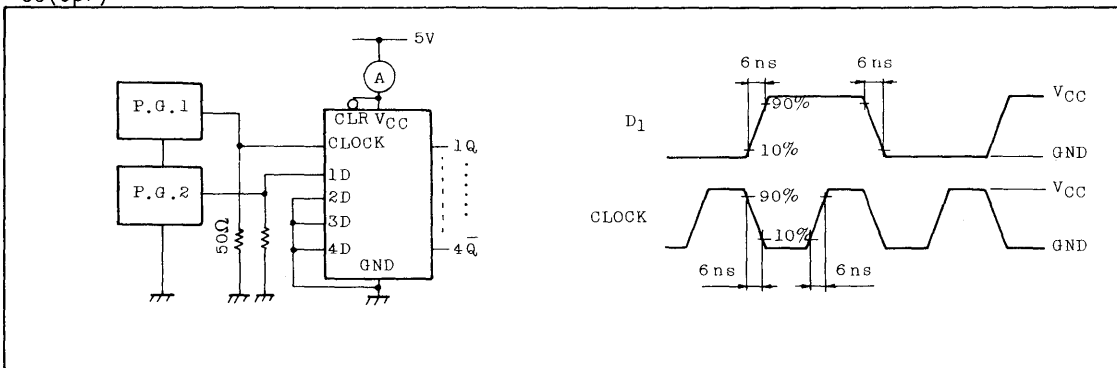 5V
A
P.G.1
CLR VCC
CLOCK
1Q
1D
P.G.2
2D
3D
50Ω
4D
4Q̅
GND
6ns
6ns
90%
VCC
D1
10%
GND
90%
VCC
CLOCK
10%
GND
6ns
6ns